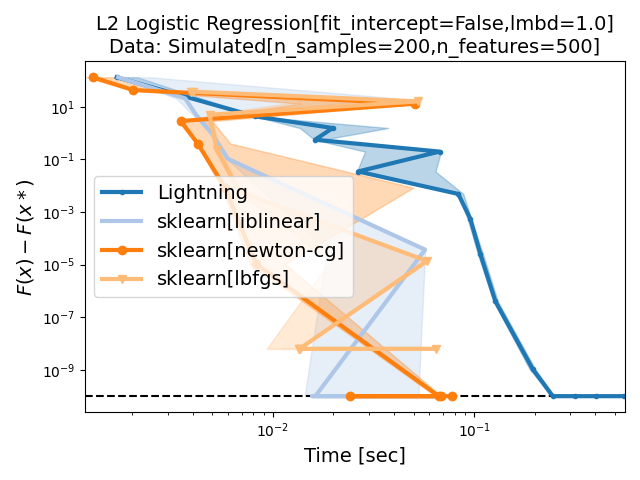 L2 Logistic Regression[fit_intercept=False,lmbd=1.0]
Data: Simulated[n_samples=200,n_features=500]
F(x) − F(x*)
10¹
10⁻¹
10⁻³
10⁻⁵
10⁻⁷
10⁻⁹
Lightning
sklearn[liblinear]
sklearn[newton-cg]
sklearn[lbfgs]
10⁻² 10⁻¹
Time [sec]